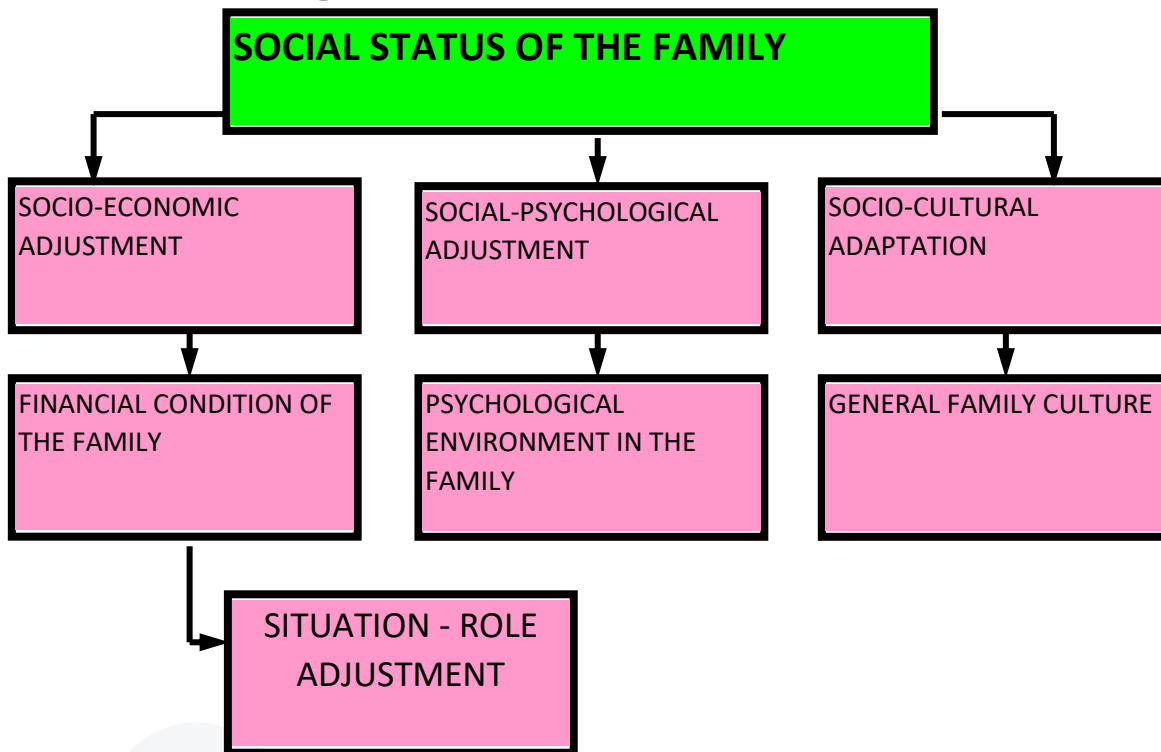 SOCIAL STATUS OF THE FAMILY
SOCIO-ECONOMIC
ADJUSTMENT
SOCIAL-PSYCHOLOGICAL
ADJUSTMENT
SOCIO-CULTURAL
ADAPTATION
FINANCIAL CONDITION OF
THE FAMILY
PSYCHOLOGICAL
ENVIRONMENT IN THE
FAMILY
GENERAL FAMILY CULTURE
SITUATION - ROLE
ADJUSTMENT